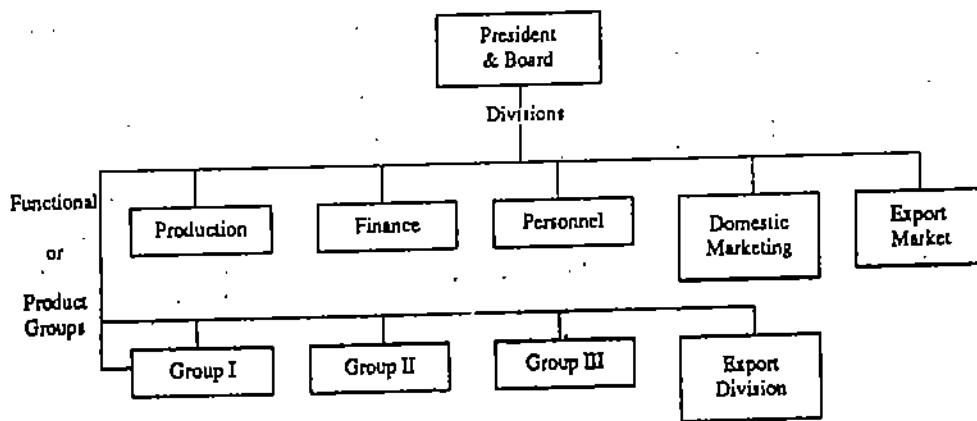 President
& Board
Divisions
Functional
or
Product
Groups
Production
Finance
Personnel
Domestic
Marketing
Export
Market
Group I
Group II
Group III
Export
Division